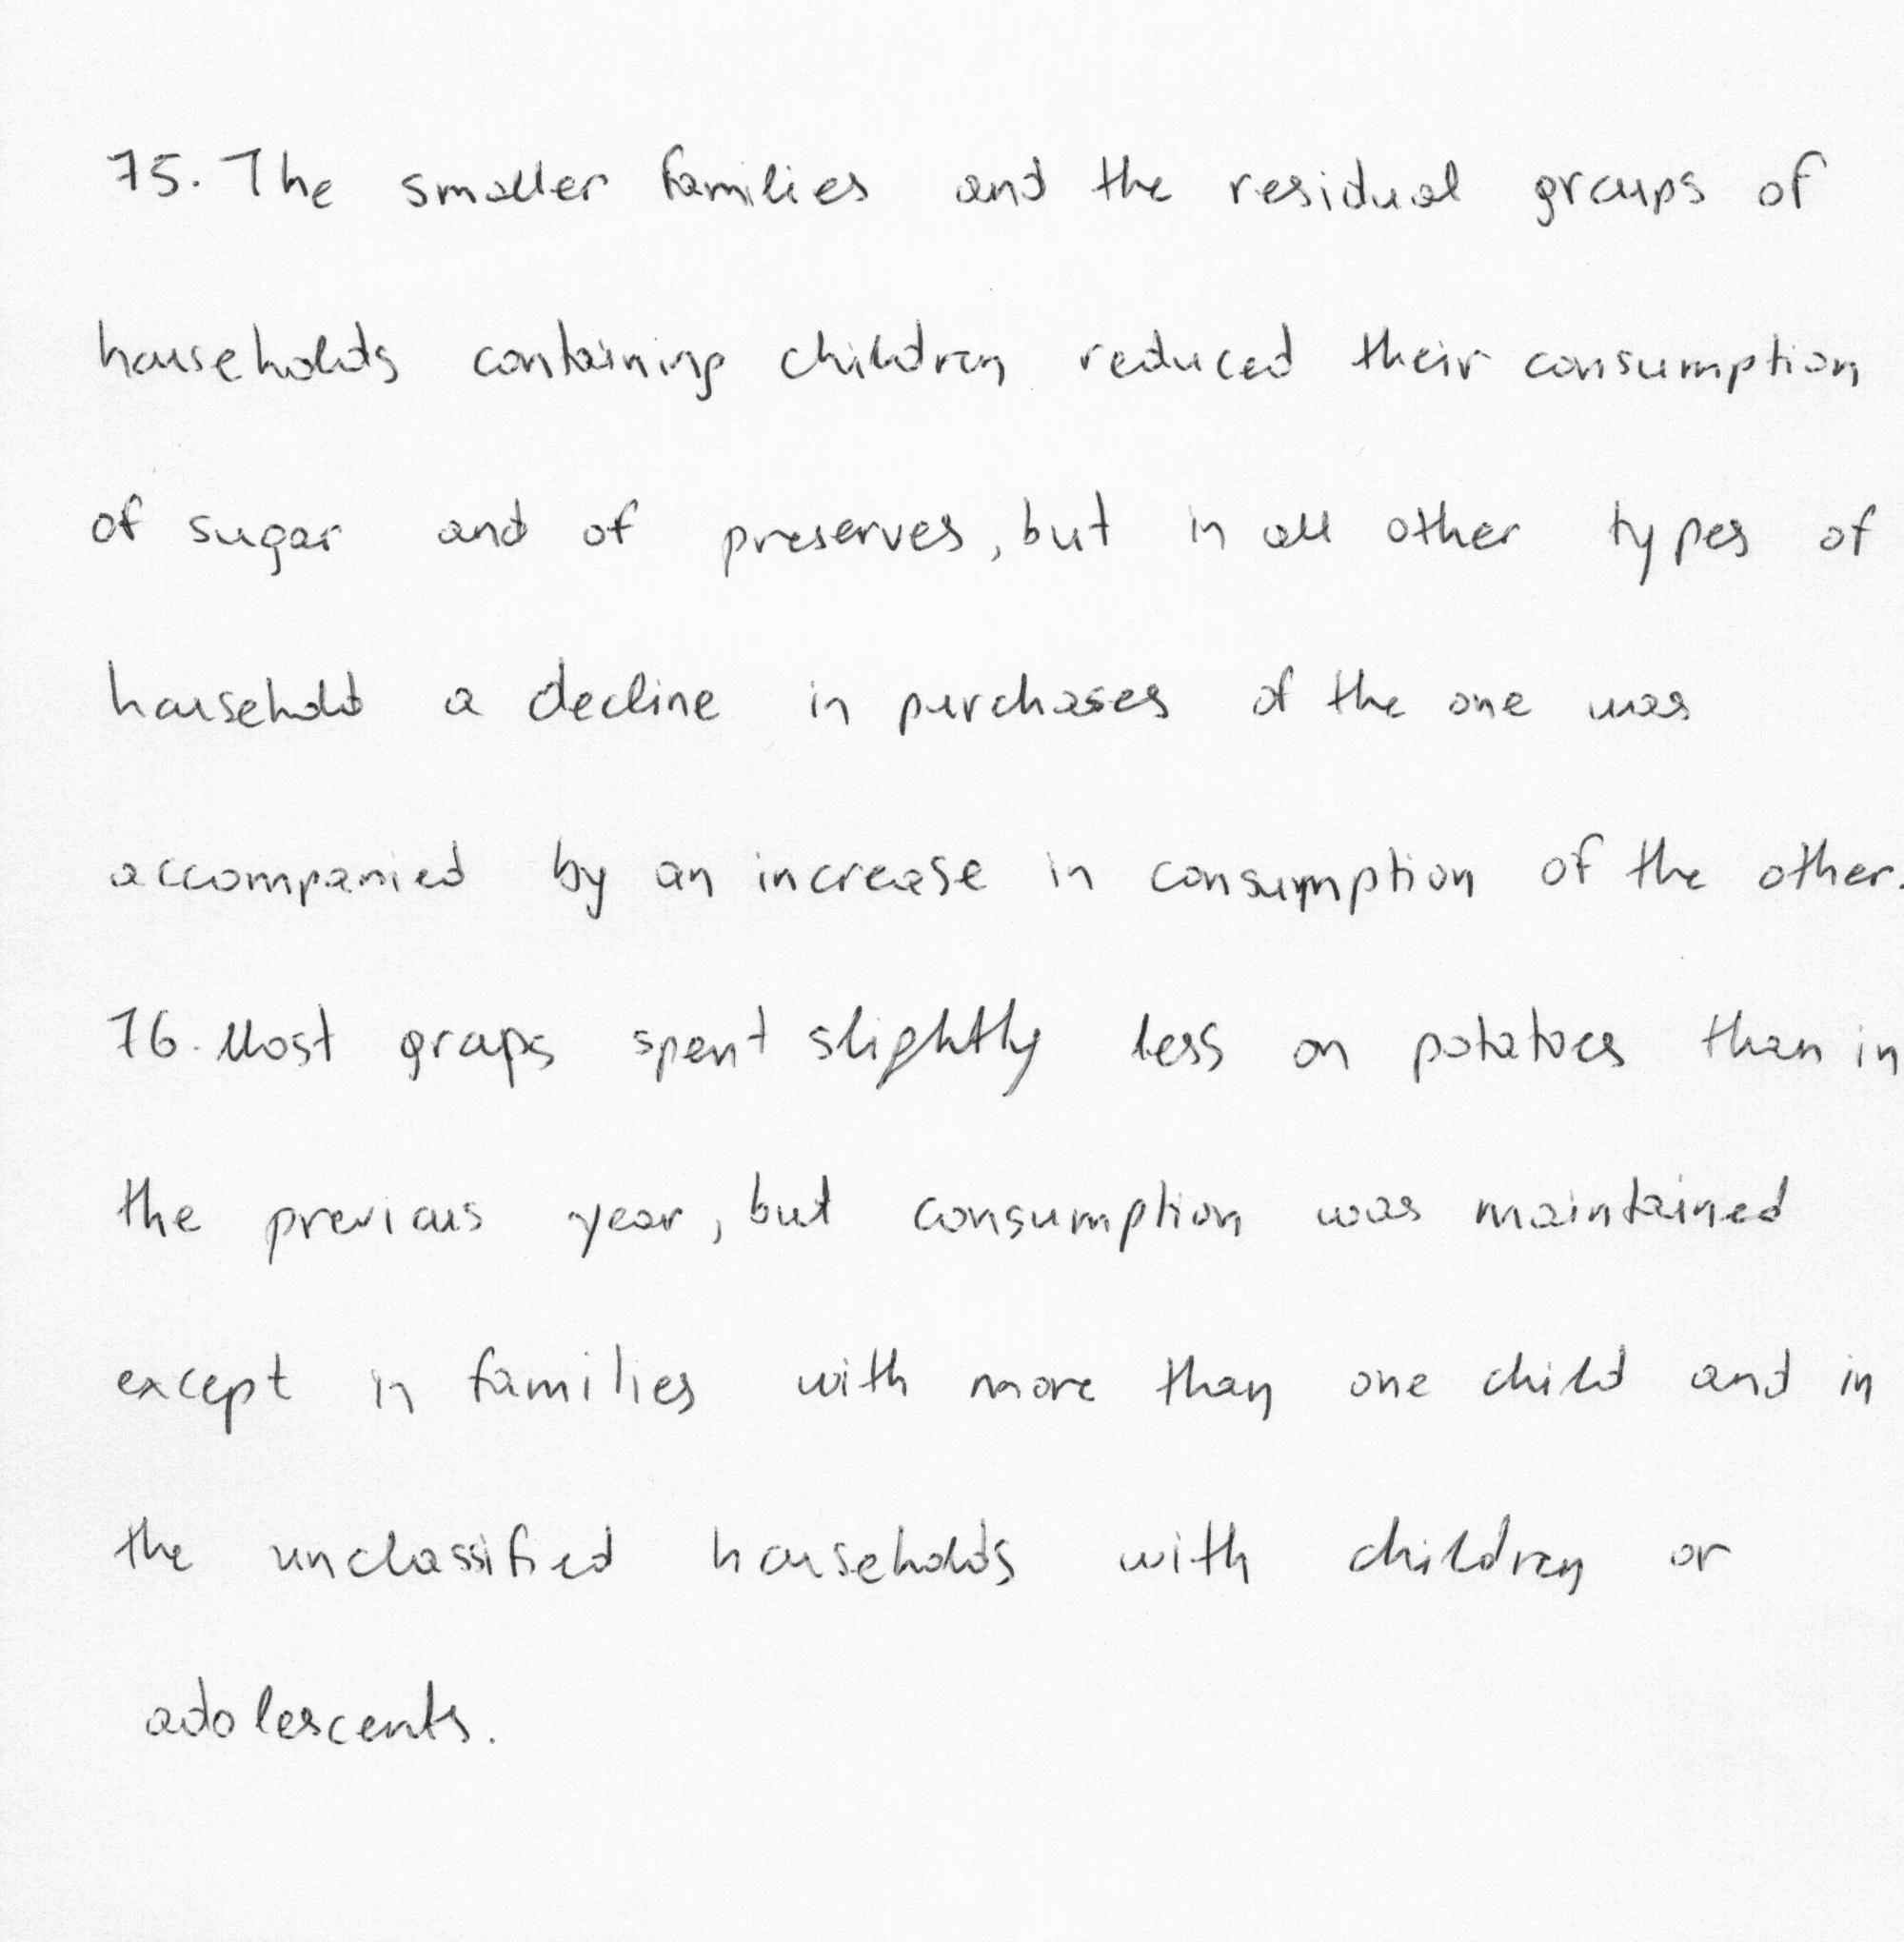 75. The smaller families and the residual groups of
households containing children reduced their consumption
of sugar and of preserves, but in all other types of
household a decline in purchases of the one was
accompanied by an increase in consumption of the other.
76. Most groups spent slightly less on potatoes than in
the previous year, but consumption was maintained
except in families with more than one child and in
the unclassified households with children or
adolescents.